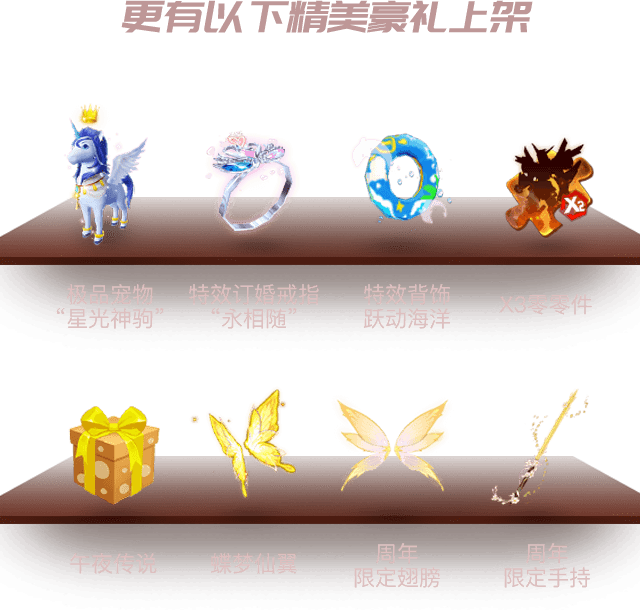 更有以下精美豪礼上架
X2
极品宠物
“星光神驹”
特效订婚戒指
“永相随”
特效背饰
跃动海洋
XG零零件
午夜传说
蝶梦仙翼
周年
限定翅膀
周年
限定手持